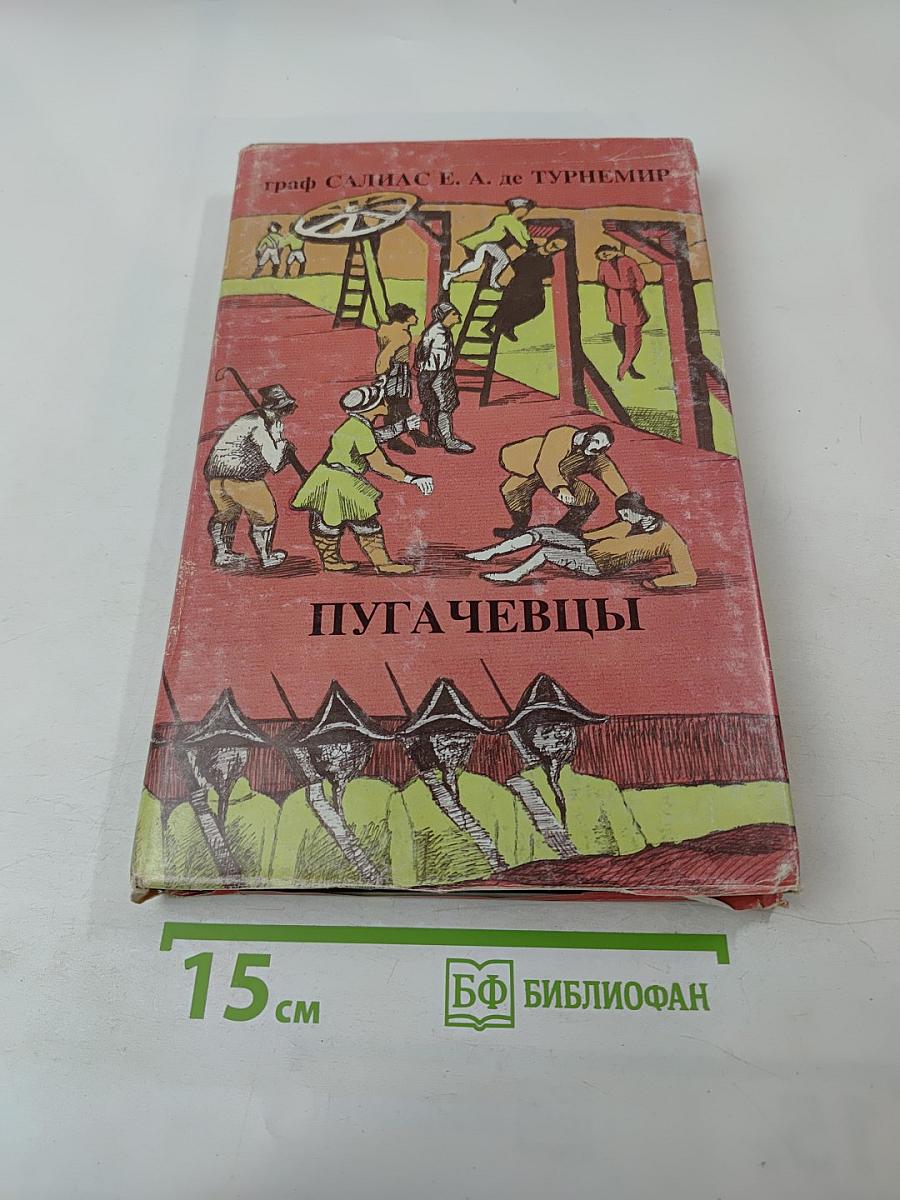 граф САЛИАС Е. А. де ТУРНЕМИР
ПУГАЧЕВЦЫ
15 см
БФ БИБЛИОФАН